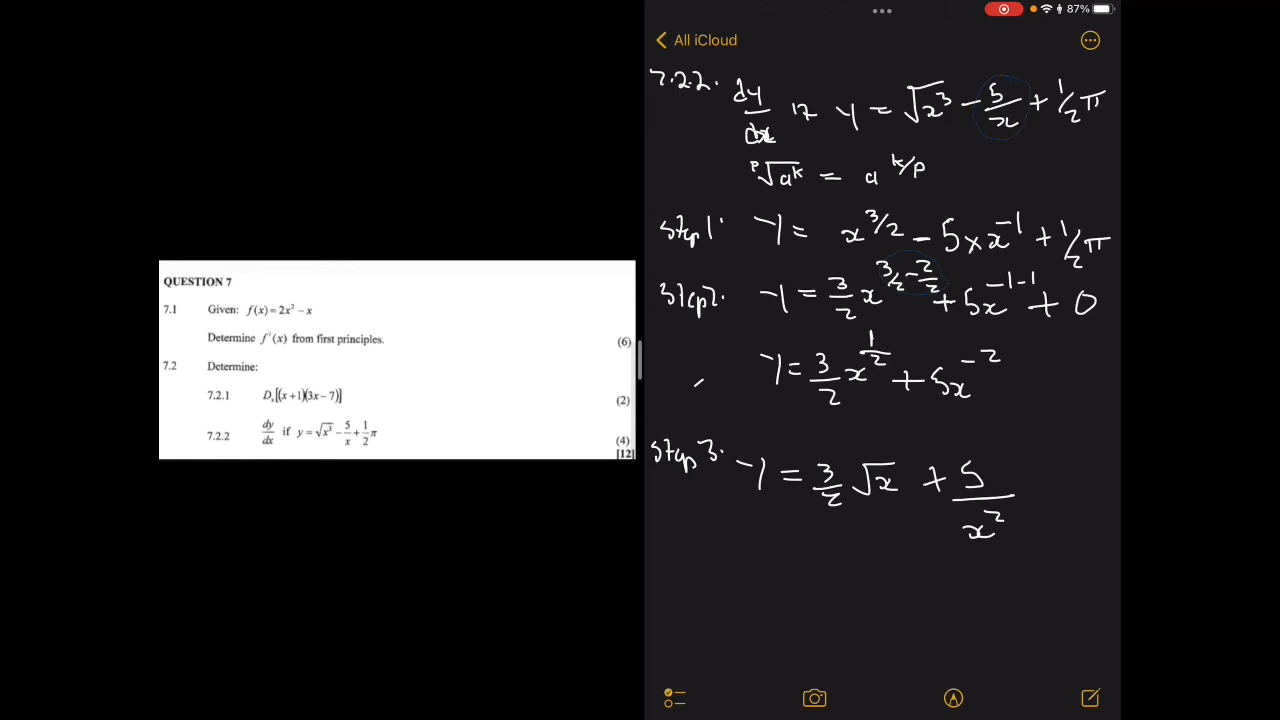 QUESTION 7
7.1 Given: f(x) = 2x² − x
Determine f′(x) from first principles. (6)
7.2 Determine:
7.2.1 Dₓ[(x+1)(3x−7)] (2)
7.2.2 dy/dx if y = √x³ − 5/x + 1/2 π (4)
[12]
87%
All iCloud
7.2.2. dy/dx if y = √x³ − 5/x + 1/2 π
ᵖ√aᵏ = a^k/p
Step 1: y = x^3/2 − 5×x^−1 + 1/2 π
Step 2: y = 3/2 x^3/2−2/2 + 5x^−1−1 + 0
y = 3/2 x^1/2 + 5x^−2
Step 3. y = 3/2 √x + 5/x²